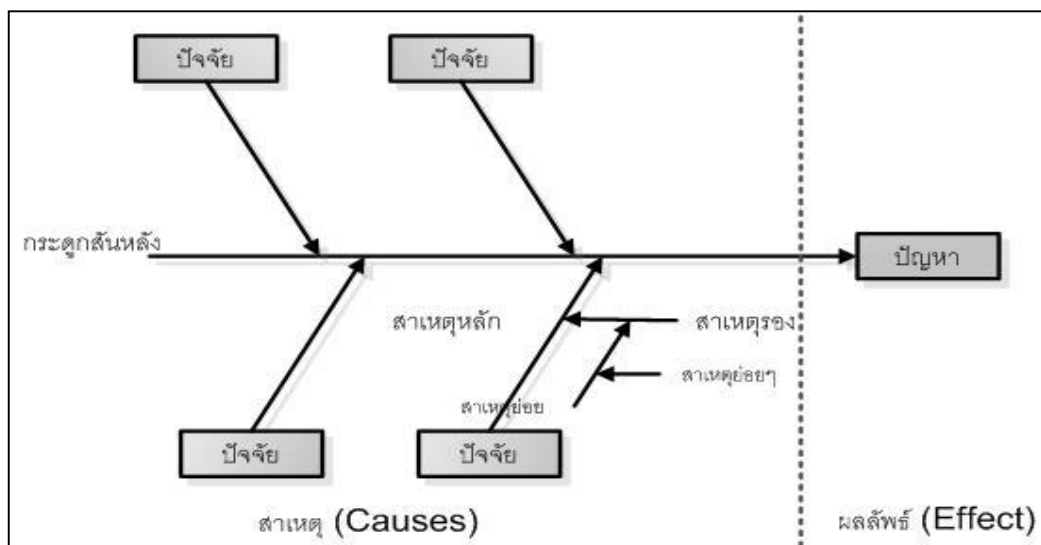 ปัจจัย
ปัจจัย
กระดูกสันหลัง
ปัญหา
สาเหตุหลัก
สาเหตุรอง
สาเหตุย่อยๆ
สาเหตุย่อย
ปัจจัย
ปัจจัย
สาเหตุ (Causes)
ผลลัพธ์ (Effect)